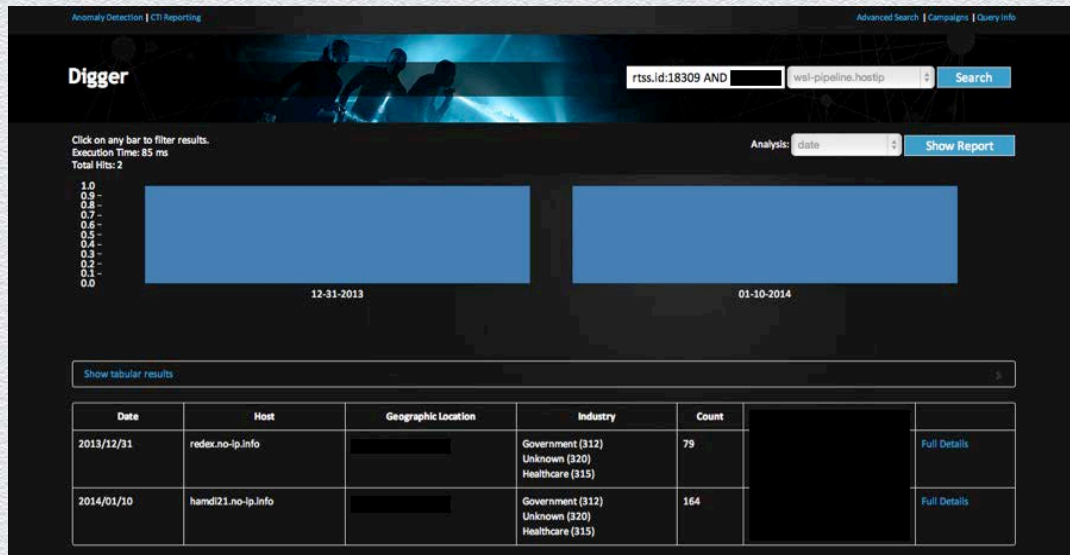 Anomaly Detection | CTI Reporting
Advanced Search | Campaigns | Query Info
Digger
rtss.id:18309 AND
wsl-pipeline.hostip
Search
Click on any bar to filter results.
Execution Time: 85 ms
Total Hits: 2
Analysis: date
Show Report
1.0
0.9
0.8
0.7
0.6
0.5
0.4
0.3
0.2
0.1
0.0
12-31-2013
01-10-2014
Show tabular results
Date Host Geographic Location Industry Count
2013/12/31 redex.no-ip.info Government (312) 79 Full Details
Unknown (320)
Healthcare (315)
2014/01/10 hamdi21.no-ip.info Government (312) 164 Full Details
Unknown (320)
Healthcare (315)